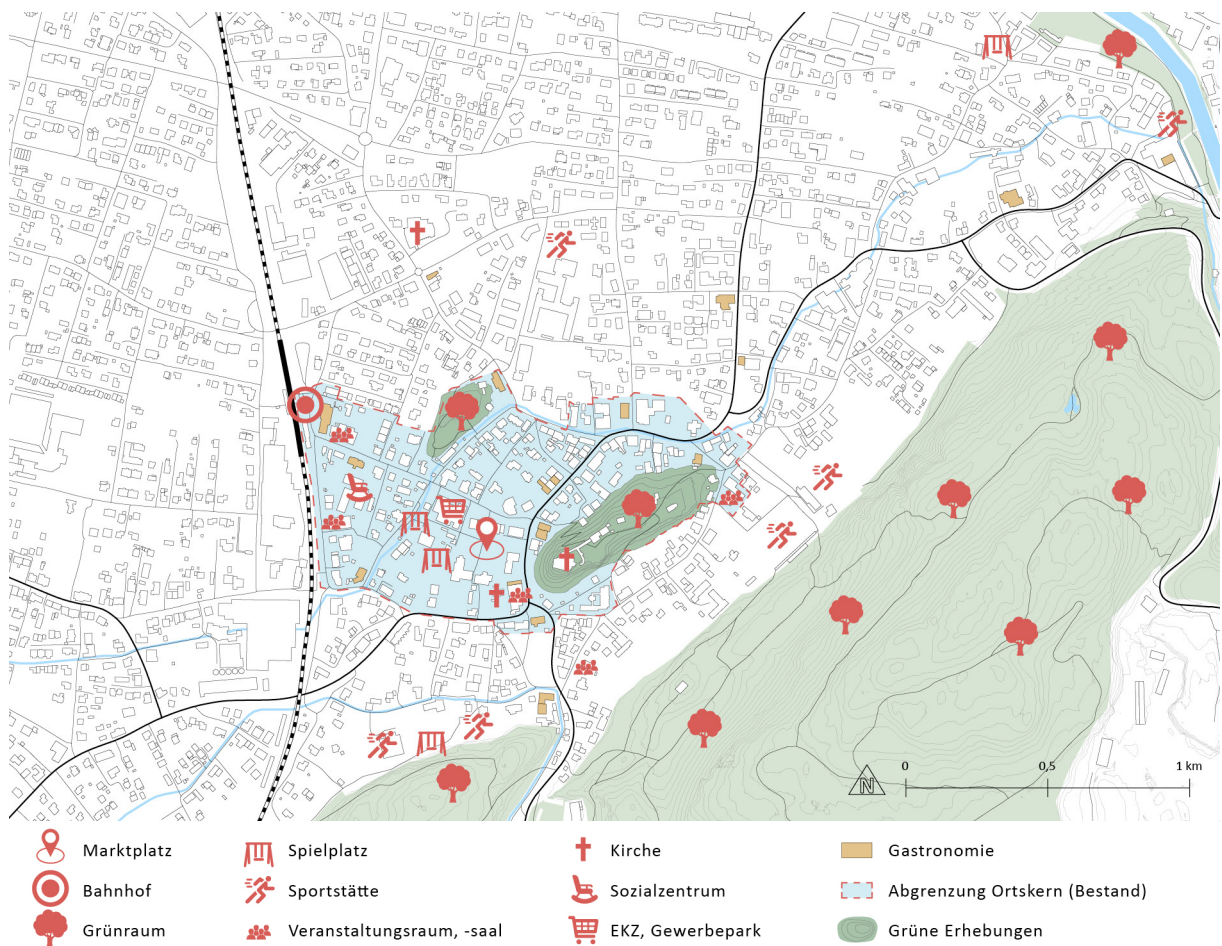 N
0
0,5
1 km
Marktplatz
Spielplatz
Kirche
Gastronomie
Bahnhof
Sportstätte
Sozialzentrum
Abgrenzung Ortskern (Bestand)
Grünraum
Veranstaltungsraum, -saal
EKZ, Gewerbepark
Grüne Erhebungen